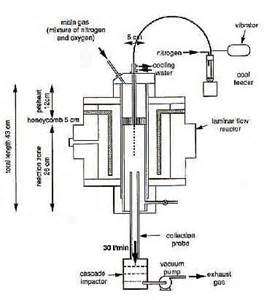 main gas
(mixture of nitrogen
and oxygen)
5 cm
vibrator
nitrogen
cooling
water
coal
feeder
preheat
12cm
honeycomb 5 cm
laminar flow
reactor
total length 43 cm
reaction zone
26 cm
collection
probe
30 l/min
vacuum
pump
cascade
impactor
exhaust
gas